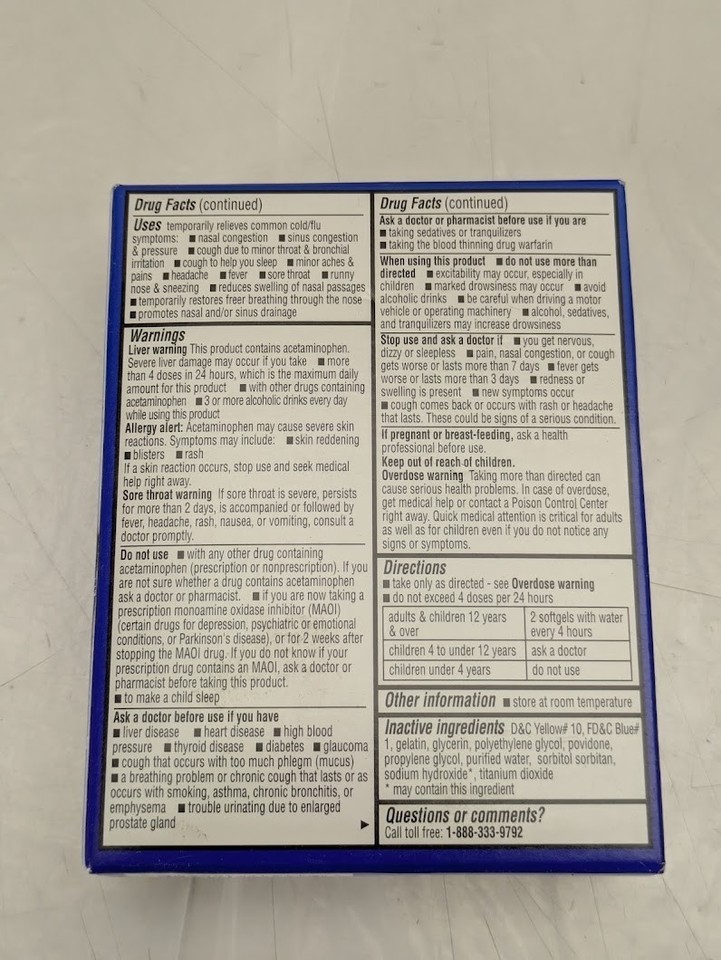 Drug Facts (continued)
Uses temporarily relieves common cold/flu
symptoms: ■ nasal congestion ■ sinus congestion
& pressure ■ cough due to minor throat & bronchial
irritation ■ cough to help you sleep ■ minor aches &
pains ■ headache ■ fever ■ sore throat ■ runny
nose & sneezing ■ reduces swelling of nasal passages
■ temporarily restores freer breathing through the nose
■ promotes nasal and/or sinus drainage
Warnings
Liver warning This product contains acetaminophen.
Severe liver damage may occur if you take ■ more
than 4 doses in 24 hours, which is the maximum daily
amount for this product ■ with other drugs containing
acetaminophen ■ 3 or more alcoholic drinks every day
while using this product
Allergy alert: Acetaminophen may cause severe skin
reactions. Symptoms may include: ■ skin reddening
■ blisters ■ rash
If a skin reaction occurs, stop use and seek medical
help right away.
Sore throat warning If sore throat is severe, persists
for more than 2 days, is accompanied or followed by
fever, headache, rash, nausea, or vomiting, consult a
doctor promptly.
Do not use ■ with any other drug containing
acetaminophen (prescription or nonprescription). If you
are not sure whether a drug contains acetaminophen
ask a doctor or pharmacist. ■ if you are now taking a
prescription monoamine oxidase inhibitor (MAOI)
(certain drugs for depression, psychiatric or emotional
conditions, or Parkinson's disease), or for 2 weeks after
stopping the MAOI drug. If you do not know if your
prescription drug contains an MAOI, ask a doctor or
pharmacist before taking this product.
■ to make a child sleep
Ask a doctor before use if you have
■ liver disease ■ heart disease ■ high blood
pressure ■ thyroid disease ■ diabetes ■ glaucoma
■ cough that occurs with too much phlegm (mucus)
■ a breathing problem or chronic cough that lasts or as
occurs with smoking, asthma, chronic bronchitis, or
emphysema ■ trouble urinating due to enlarged
prostate gland
Drug Facts (continued)
Ask a doctor or pharmacist before use if you are
■ taking sedatives or tranquilizers
■ taking the blood thinning drug warfarin
When using this product ■ do not use more than
directed ■ excitability may occur, especially in
children ■ marked drowsiness may occur ■ avoid
alcoholic drinks ■ be careful when driving a motor
vehicle or operating machinery ■ alcohol, sedatives,
and tranquilizers may increase drowsiness
Stop use and ask a doctor if ■ you get nervous,
dizzy or sleepless ■ pain, nasal congestion, or cough
gets worse or lasts more than 7 days ■ fever gets
worse or lasts more than 3 days ■ redness or
swelling is present ■ new symptoms occur
■ cough comes back or occurs with rash or headache
that lasts. These could be signs of a serious condition.
If pregnant or breast-feeding, ask a health
professional before use.
Keep out of reach of children.
Overdose warning Taking more than directed can
cause serious health problems. In case of overdose,
get medical help or contact a Poison Control Center
right away. Quick medical attention is critical for adults
as well as for children even if you do not notice any
signs or symptoms.
Directions
■ take only as directed - see Overdose warning
■ do not exceed 4 doses per 24 hours
adults & children 12 years
& over
2 softgels with water
every 4 hours
children 4 to under 12 years
ask a doctor
children under 4 years
do not use
Other information ■ store at room temperature
Inactive ingredients D&C Yellow# 10, FD&C Blue#
1, gelatin, glycerin, polyethylene glycol, povidone,
propylene glycol, purified water, sorbitol sorbitan,
sodium hydroxide*, titanium dioxide
* may contain this ingredient
Questions or comments?
Call toll free: 1-888-333-9792